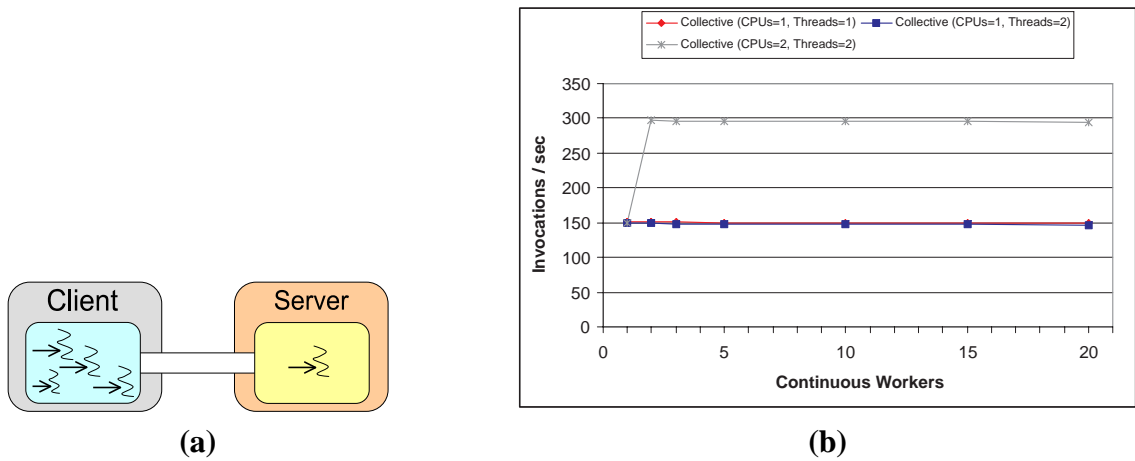 Client
Server
(a)
Collective (CPUs=1, Threads=1)
Collective (CPUs=1, Threads=2)
Collective (CPUs=2, Threads=2)
350
300
250
200
150
100
50
0
Invocations / sec
0 5 10 15 20
Continuous Workers
(b)